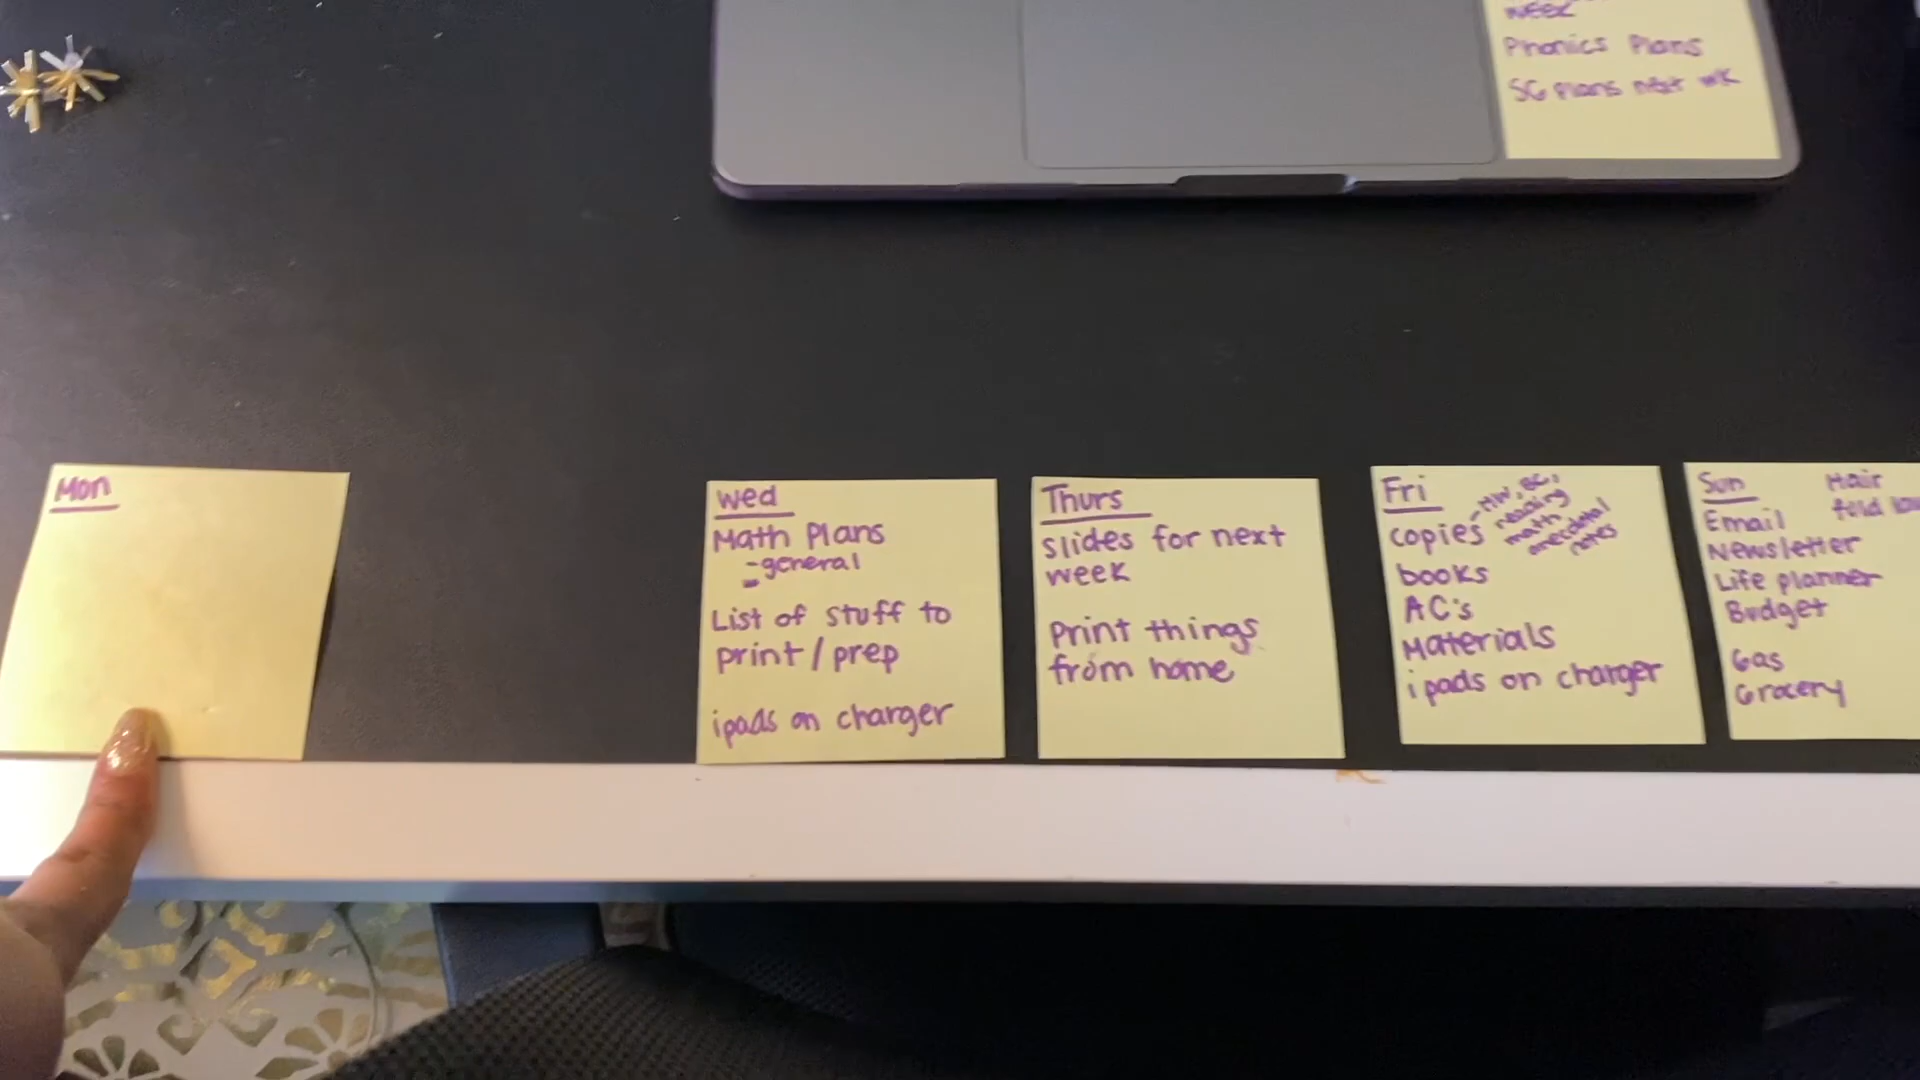 week
Phonics Plans
SG plans next wk
Mon
Wed
Math Plans
-general
List of stuff to
print/prep
ipads on charger
Thurs
slides for next
week
Print things
from home
Fri
copies
-HW, BC,
reading
math
anecdotal
notes
books
AC's
Materials
ipads on charger
Sun
Email
Newsletter
Life planner
Budget
Gas
Grocery
Hair
fold